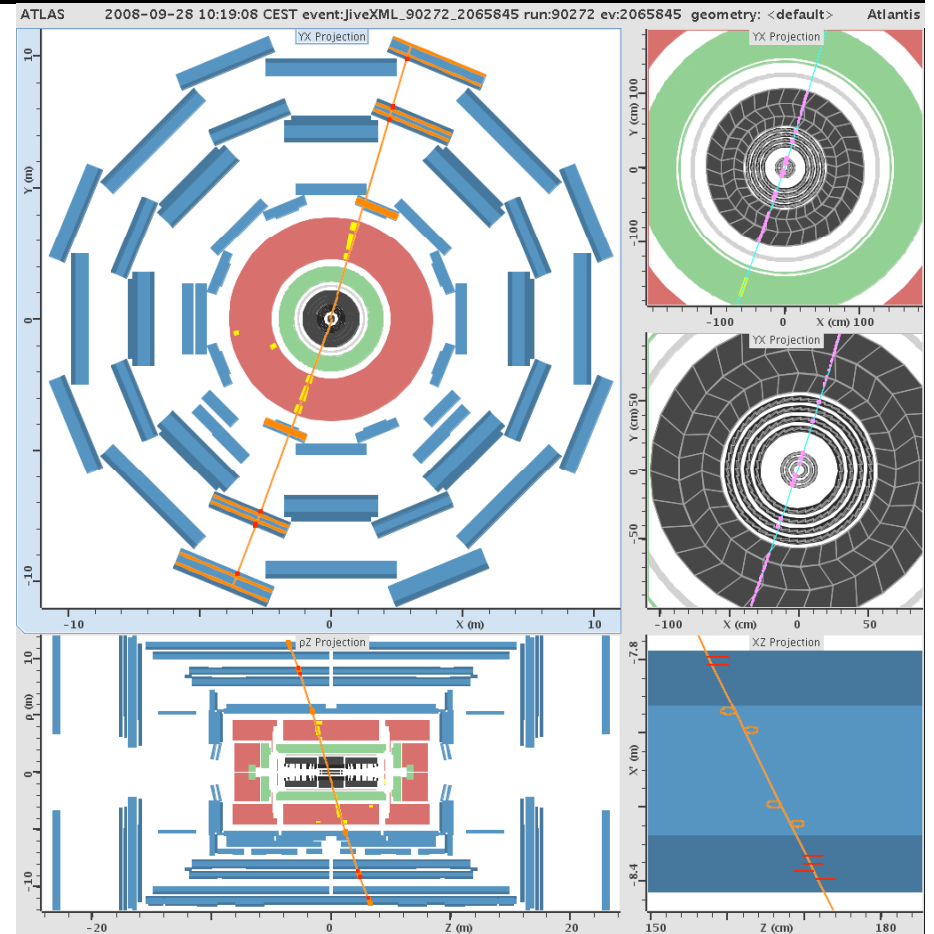 ATLAS 2008-09-28 10:19:08 CEST event:JiveXML_90272_2065845 run:90272 ev:2065845 geometry: <default> Atlantis
YX Projection
10
Y (m)
0
-10
-10 0 X (m) 10
YX Projection
100
Y (cm)
0
-100
-100 0 X (cm) 100
YX Projection
50
Y (cm)
0
-50
-100 X (cm) 0 50
ρZ Projection
10
ρ (m)
0
-10
-20 0 Z (m) 20
XZ Projection
-7.8
X' (m)
-8.4
150 Z (cm) 180